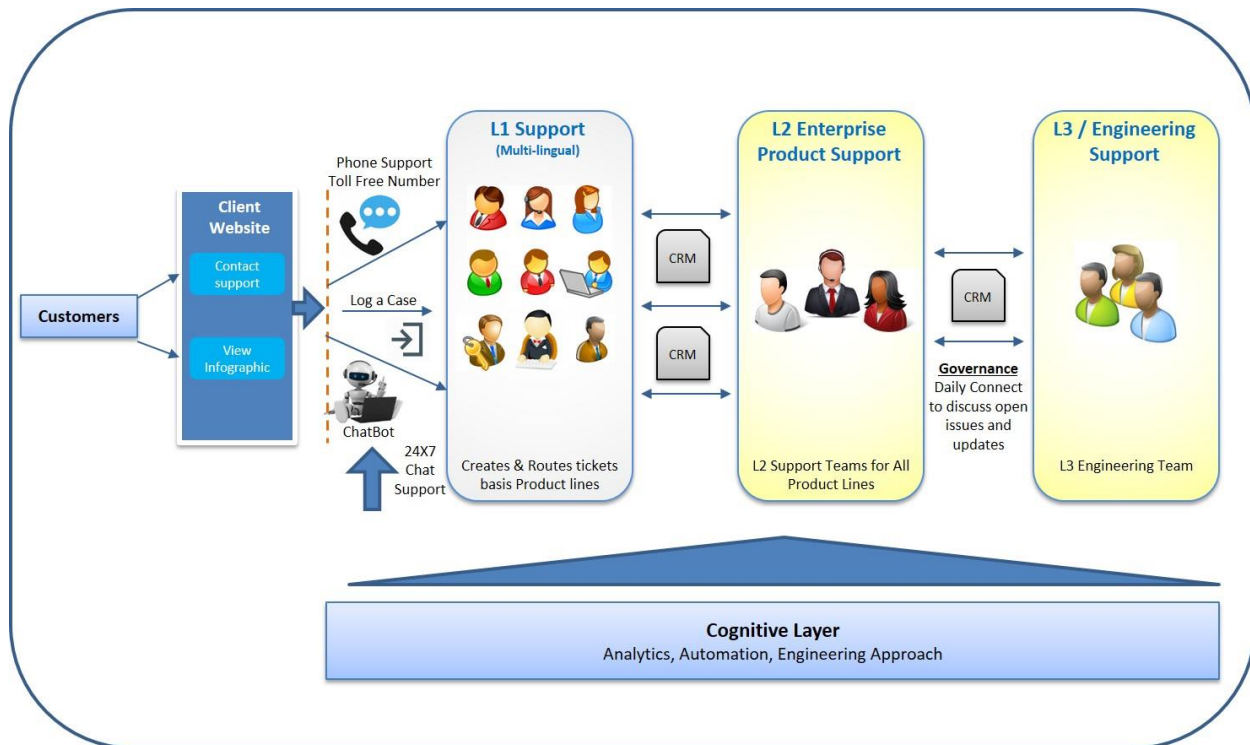 Customers
Client
Website
Contact
support
View
Infographic
Phone Support
Toll Free Number
Log a Case
ChatBot
24X7
Chat
Support
L1 Support
(Multi-lingual)
Creates & Routes tickets
basis Product lines
CRM
CRM
L2 Enterprise
Product Support
L2 Support Teams for All
Product Lines
CRM
Governance
Daily Connect
to discuss open
issues and
updates
L3 / Engineering
Support
L3 Engineering Team
Cognitive Layer
Analytics, Automation, Engineering Approach